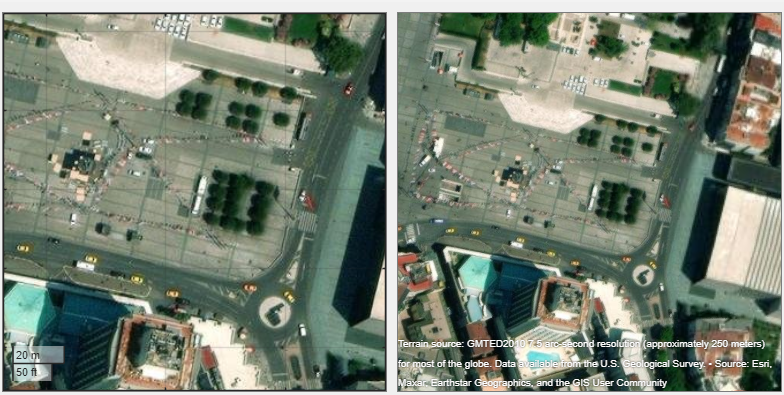 20 m
50 ft
Terrain source: GMTED2010 7.5 arc-second resolution (approximately 250 meters)
for most of the globe. Data available from the U.S. Geological Survey. • Source: Esri,
Maxar, Earthstar Geographics, and the GIS User Community